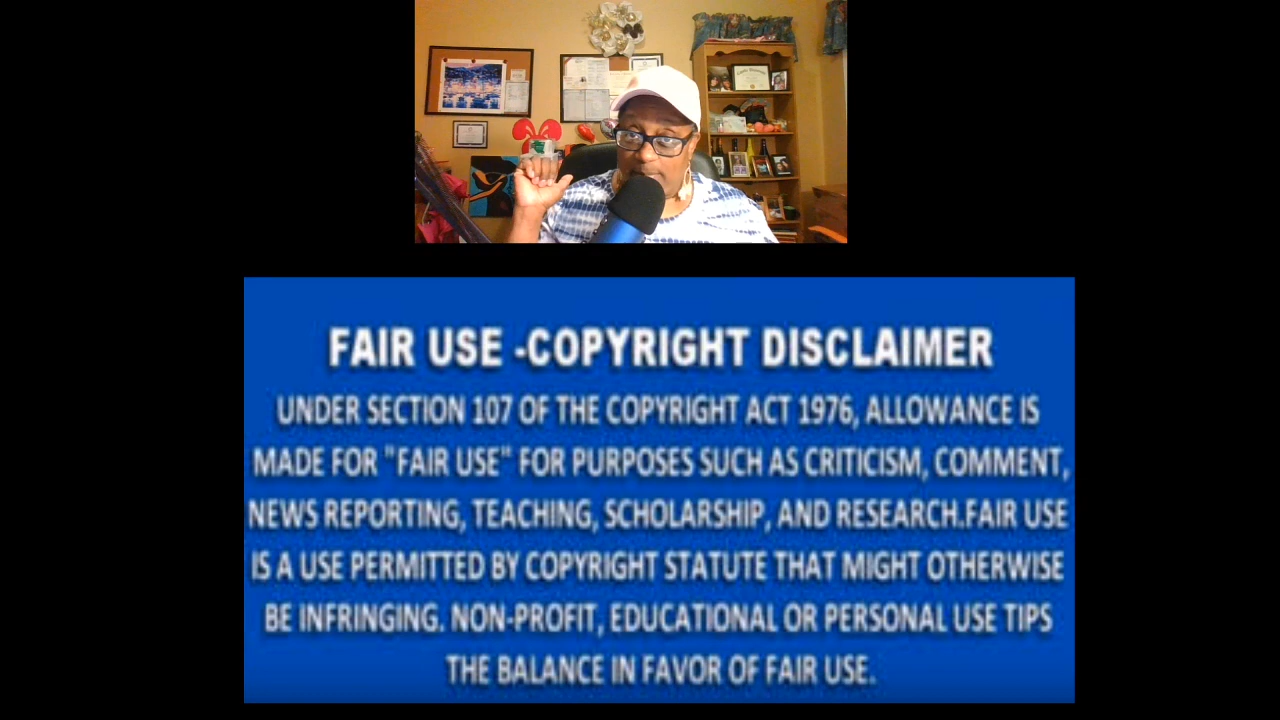 FAIR USE -COPYRIGHT DISCLAIMER
UNDER SECTION 107 OF THE COPYRIGHT ACT 1976, ALLOWANCE IS
MADE FOR "FAIR USE" FOR PURPOSES SUCH AS CRITICISM, COMMENT,
NEWS REPORTING, TEACHING, SCHOLARSHIP, AND RESEARCH.FAIR USE
IS A USE PERMITTED BY COPYRIGHT STATUTE THAT MIGHT OTHERWISE
BE INFRINGING. NON-PROFIT, EDUCATIONAL OR PERSONAL USE TIPS
THE BALANCE IN FAVOR OF FAIR USE.